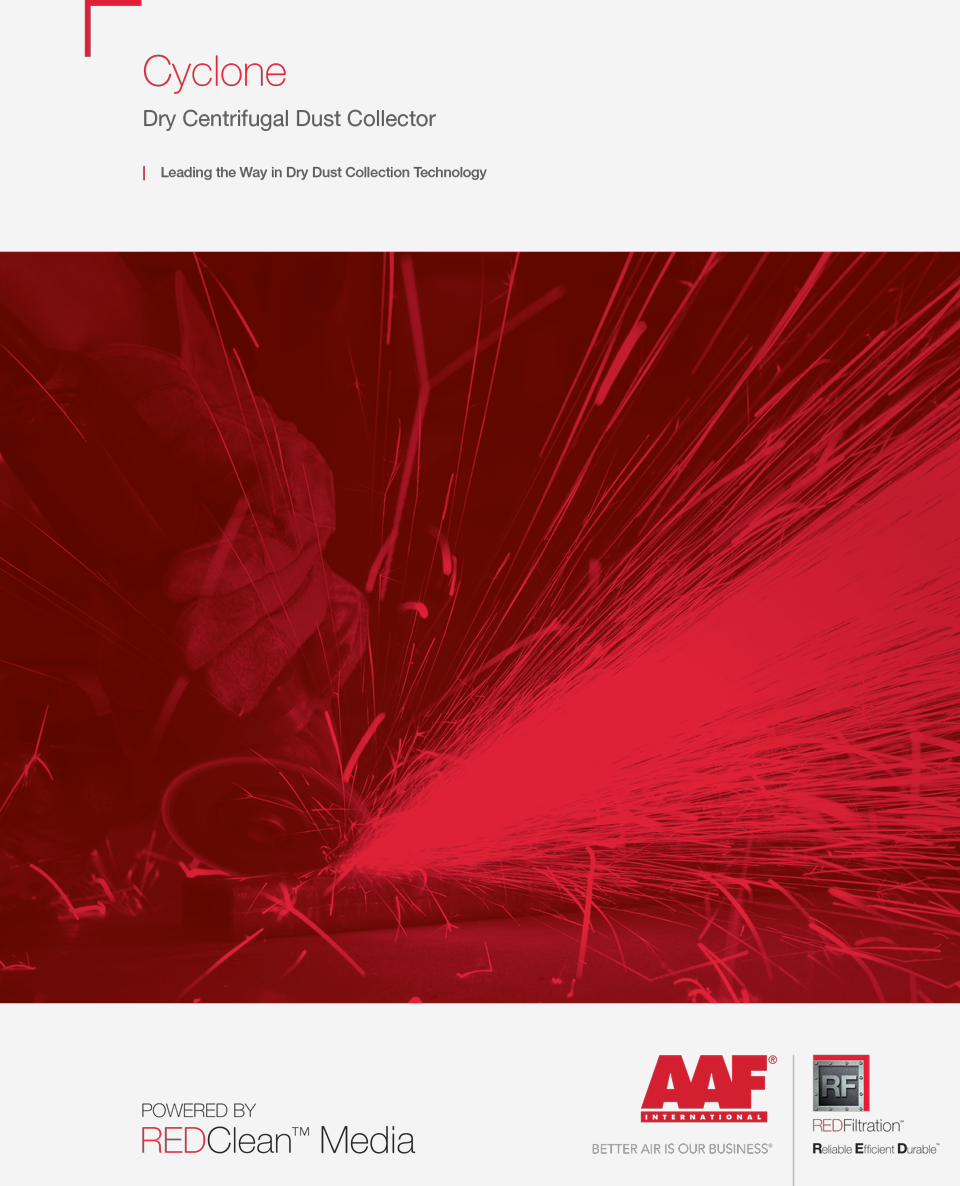 Cyclone
Dry Centrifugal Dust Collector
| Leading the Way in Dry Dust Collection Technology
POWERED BY
REDClean™ Media
AAF®
INTERNATIONAL
BETTER AIR IS OUR BUSINESS®
RF
REDFiltration™
Reliable Efficient Durable™